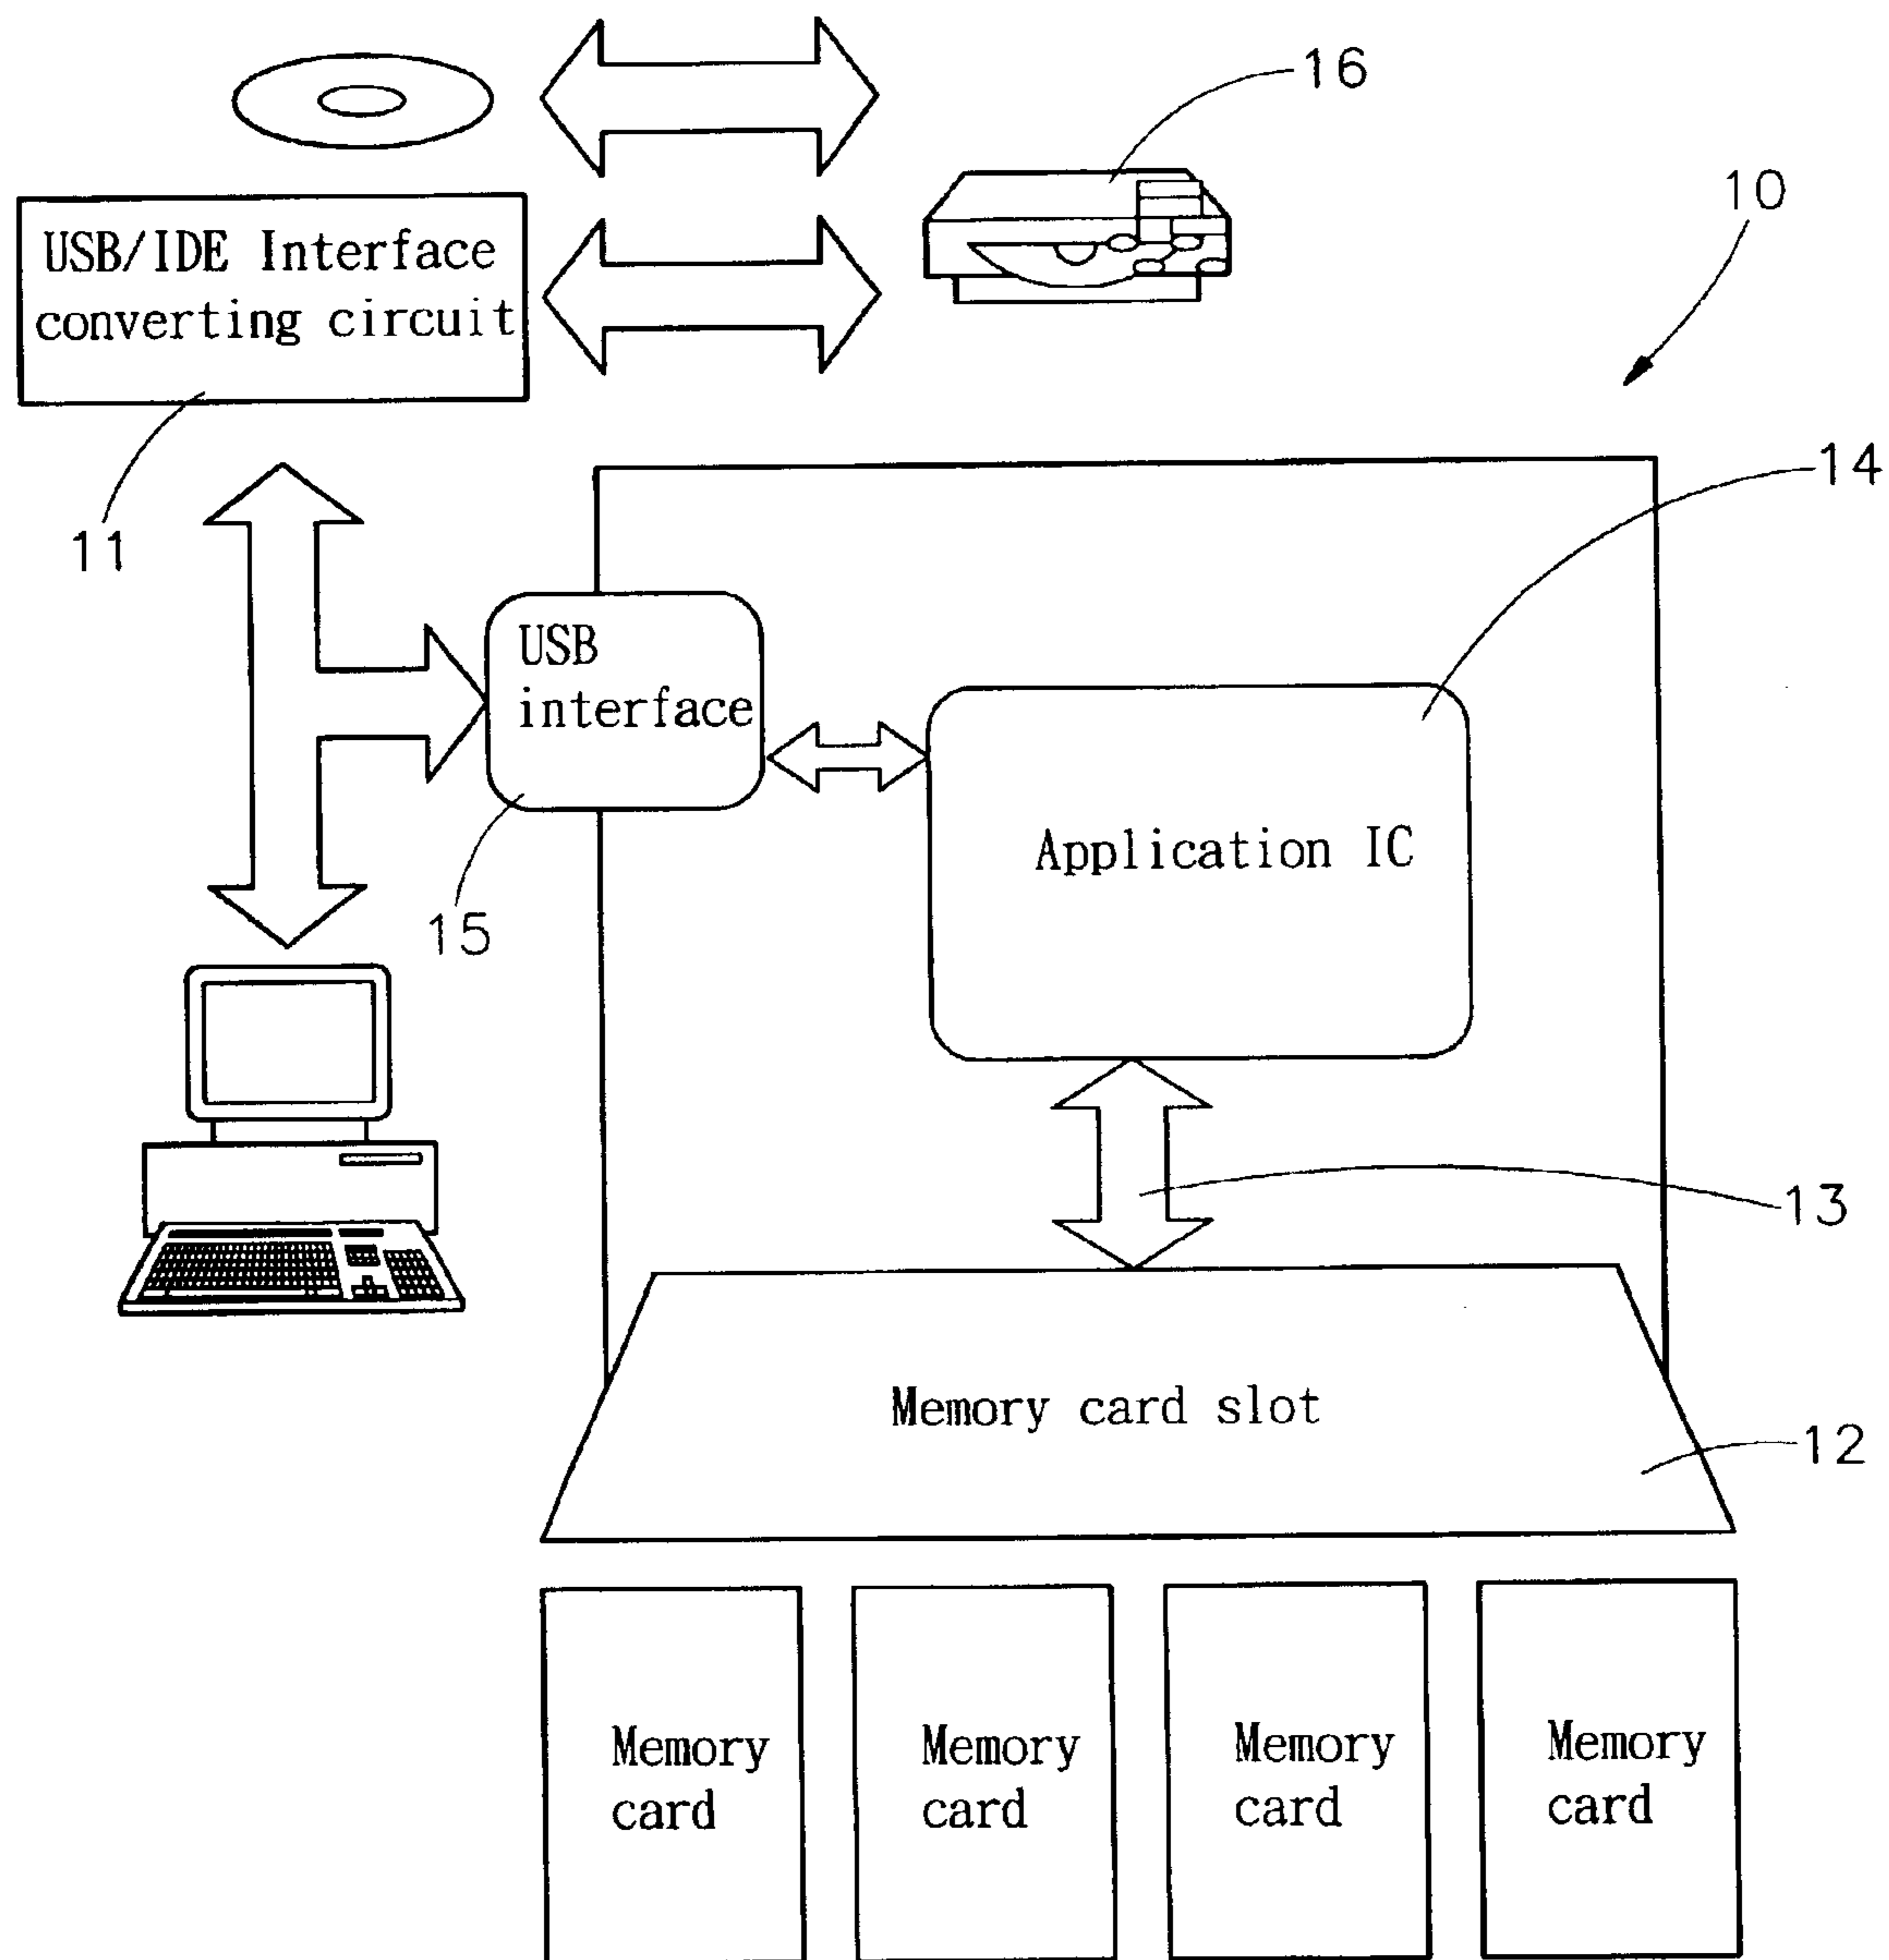 16
10
USB/IDE Interface
converting circuit
11
14
USB
interface
15
Application IC
13
Memory card slot
12
Memory
card
Memory
card
Memory
card
Memory
card